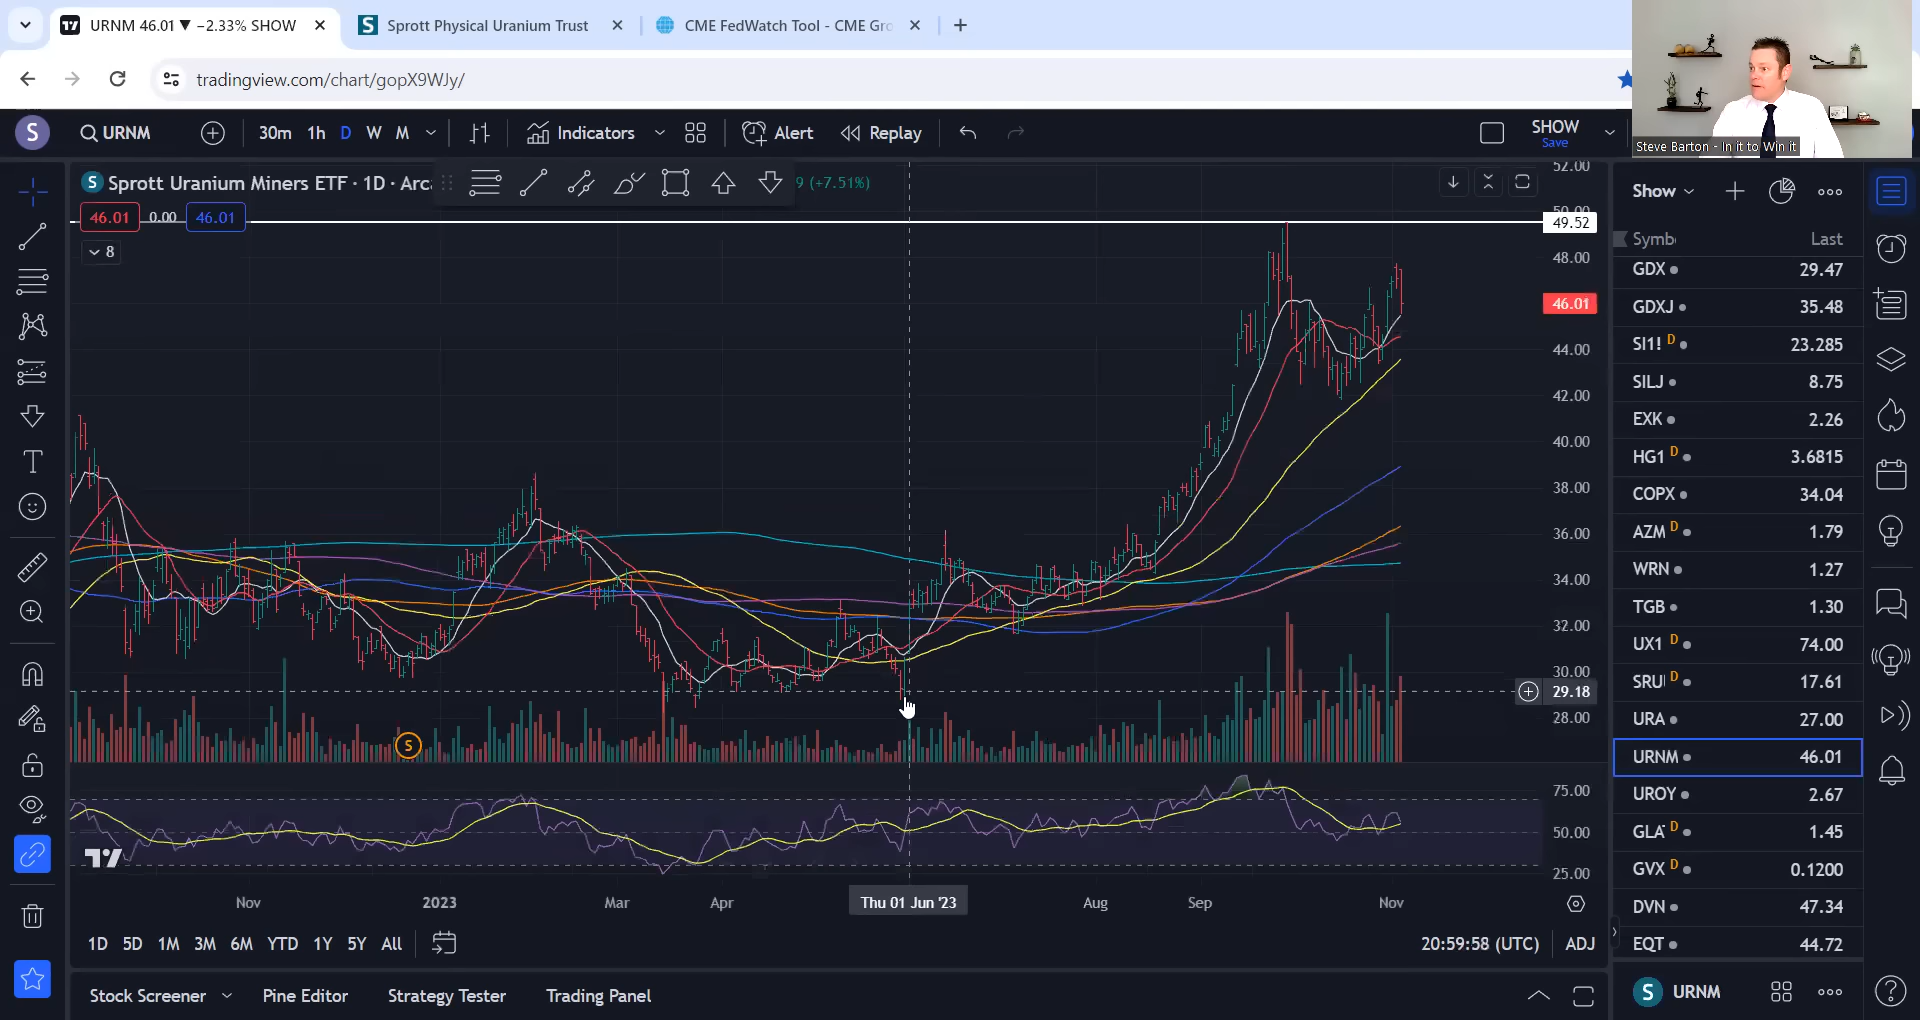 URNM 46.01 ▼ −2.33% SHOW
Sprott Physical Uranium Trust
CME FedWatch Tool - CME Gro
tradingview.com/chart/gopX9WJy/
Steve Barton - In it to Win it
S
URNM
30m 1h D W M
Indicators
Alert
Replay
SHOW
Save
S Sprott Uranium Miners ETF · 1D · Arca
9 (+7.51%)
46.01 0.00 46.01
8
52.00
50.00
49.52
48.00
46.01
44.00
42.00
40.00
38.00
36.00
34.00
32.00
30.00
29.18
28.00
S
75.00
50.00
25.00
Nov 2023 Mar Apr Thu 01 Jun '23 Aug Sep Nov
1D 5D 1M 3M 6M YTD 1Y 5Y All
20:59:58 (UTC) ADJ
Stock Screener Pine Editor Strategy Tester Trading Panel
Show
Symb Last
GDX 29.47
GDXJ 35.48
SI1! D 23.285
SILJ 8.75
EXK 2.26
HG1 D 3.6815
COPX 34.04
AZM D 1.79
WRN 1.27
TGB 1.30
UX1 D 74.00
SRU D 17.61
URA 27.00
URNM 46.01
UROY 2.67
GLA D 1.45
GVX D 0.1200
DVN 47.34
EQT 44.72
S URNM